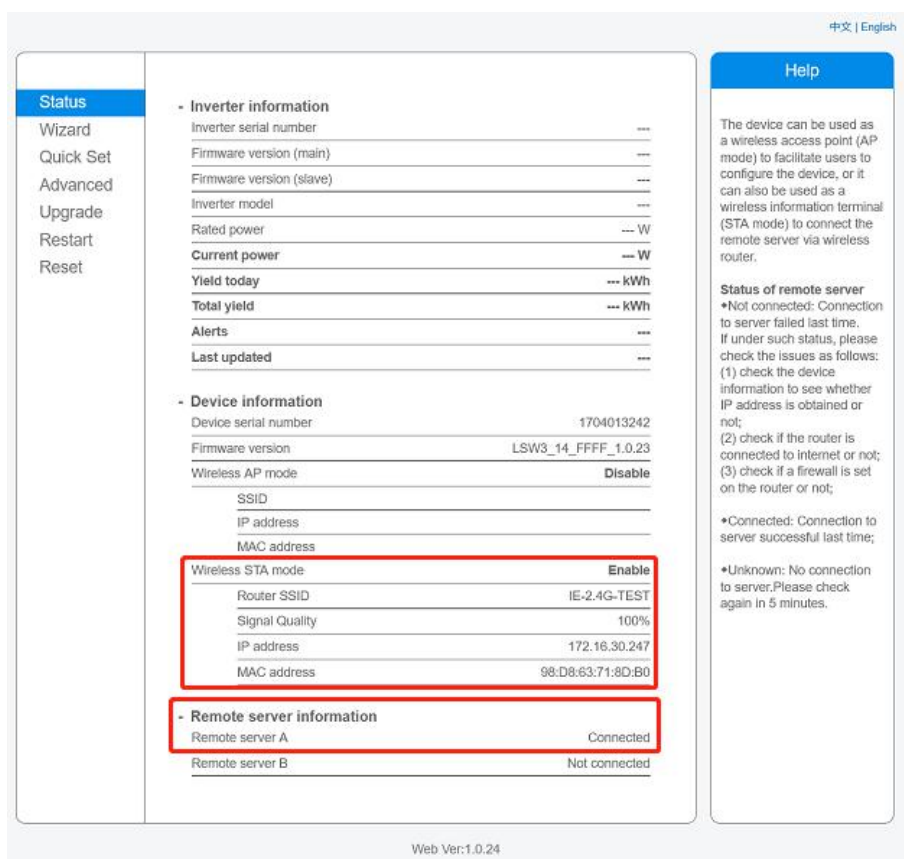 中文 | English
Status
Wizard
Quick Set
Advanced
Upgrade
Restart
Reset
- Inverter information
Inverter serial number ---
Firmware version (main) ---
Firmware version (slave) ---
Inverter model ---
Rated power --- W
Current power --- W
Yield today --- kWh
Total yield --- kWh
Alerts ---
Last updated ---
- Device information
Device serial number 1704013242
Firmware version LSW3_14_FFFF_1.0.23
Wireless AP mode Disable
SSID
IP address
MAC address
Wireless STA mode Enable
Router SSID IE-2.4G-TEST
Signal Quality 100%
IP address 172.16.30.247
MAC address 98:D8:63:71:8D:B0
- Remote server information
Remote server A Connected
Remote server B Not connected
Help
The device can be used as
a wireless access point (AP
mode) to facilitate users to
configure the device, or it
can also be used as a
wireless information terminal
(STA mode) to connect the
remote server via wireless
router.
Status of remote server
◆Not connected: Connection
to server failed last time.
If under such status, please
check the issues as follows:
(1) check the device
information to see whether
IP address is obtained or
not;
(2) check if the router is
connected to internet or not;
(3) check if a firewall is set
on the router or not;
◆Connected: Connection to
server successful last time;
◆Unknown: No connection
to server.Please check
again in 5 minutes.
Web Ver:1.0.24